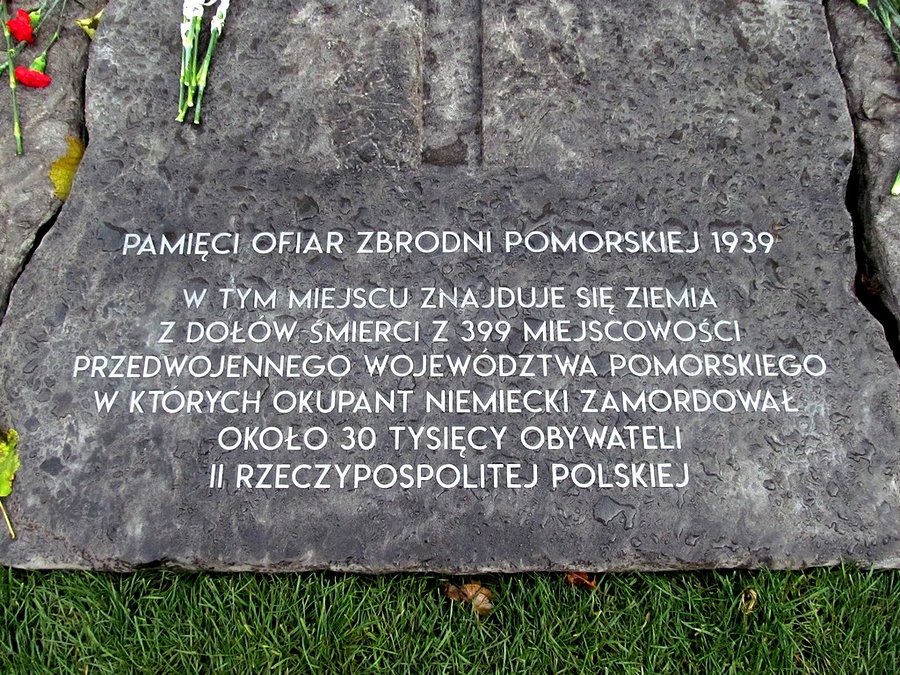 PAMIĘCI OFIAR ZBRODNI POMORSKIEJ 1939
W TYM MIEJSCU ZNAJDUJE SIĘ ZIEMIA
Z DOŁÓW ŚMIERCI Z 399 MIEJSCOWOŚCI
PRZEDWOJENNEGO WOJEWÓDZTWA POMORSKIEGO
W KTÓRYCH OKUPANT NIEMIECKI ZAMORDOWAŁ
OKOŁO 30 TYSIĘCY OBYWATELI
II RZECZYPOSPOLITEJ POLSKIEJ